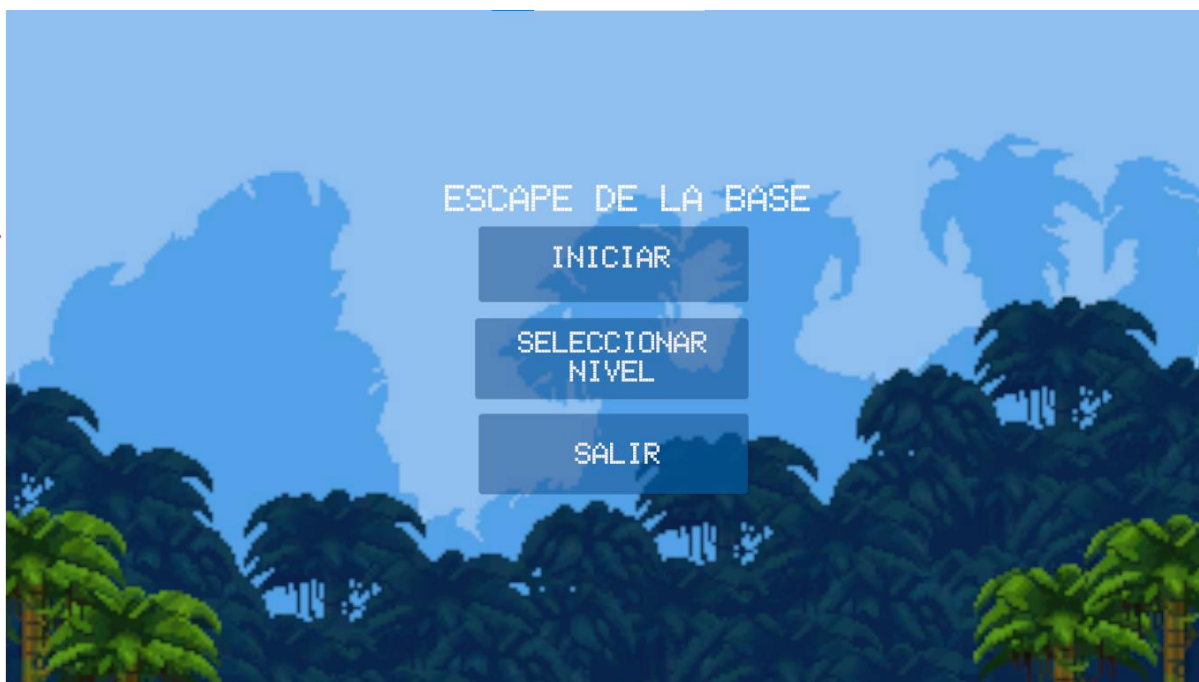 ESCAPE DE LA BASE
INICIAR
SELECCIONAR
NIVEL
SALIR